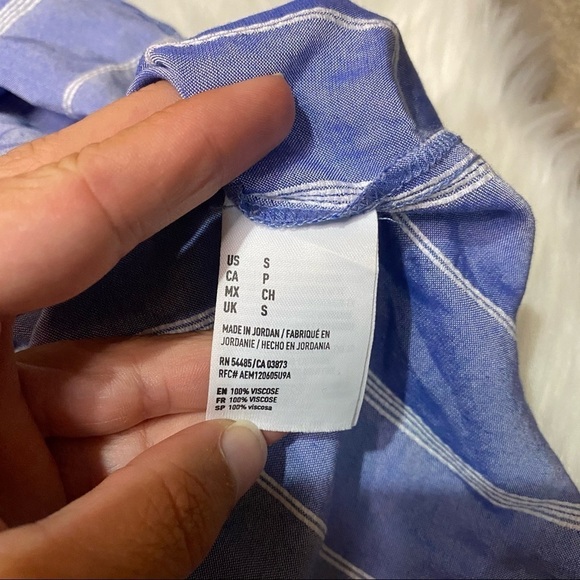 US S
CA P
MX CH
UK S
MADE IN JORDAN / FABRIQUÉ EN
JORDANIE / HECHO EN JORDANIA
RN 54485/CA 03873
RFC# AEM120605U9A
EN 100% VISCOSE
FR 100% VISCOSE
SP 100% viscosa